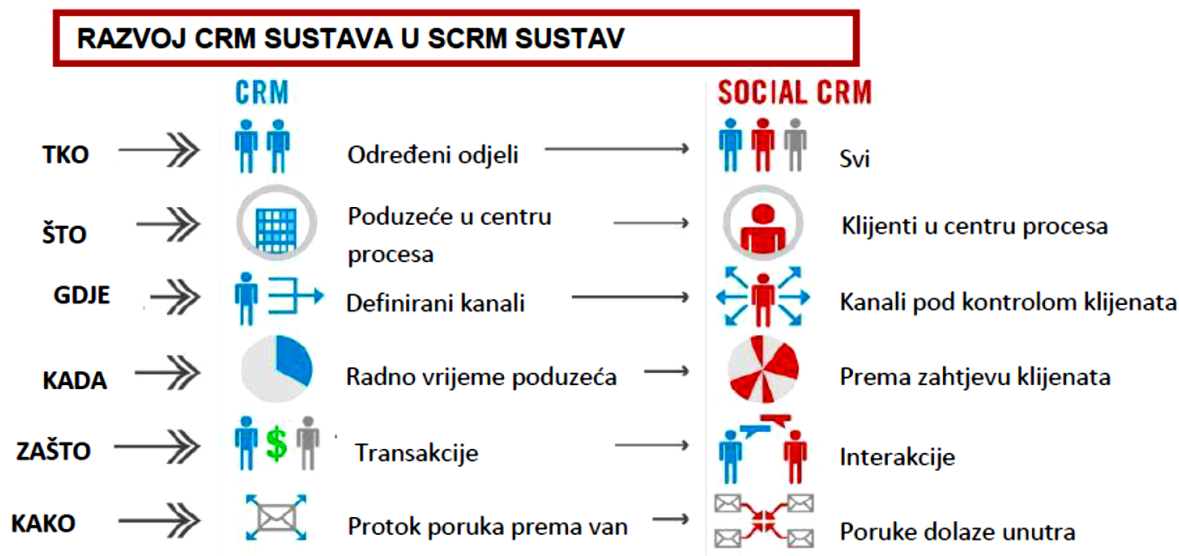 RAZVOJ CRM SUSTAVA U SCRM SUSTAV
CRM
SOCIAL CRM
TKO
Određeni odjeli
Svi
ŠTO
Poduzeće u centru
procesa
Klijenti u centru procesa
GDJE
Definirani kanali
Kanali pod kontrolom klijenata
KADA
Radno vrijeme poduzeća
Prema zahtjevu klijenata
ZAŠTO
$
Transakcije
Interakcije
KAKO
Protok poruka prema van
Poruke dolaze unutra